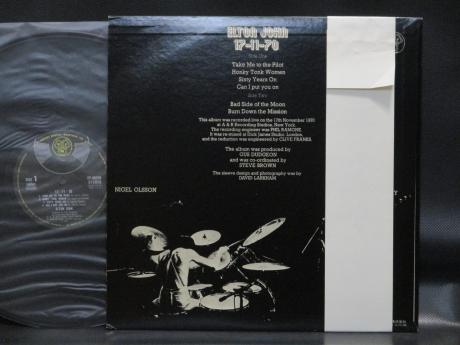 ELTON JOHN
17-11-70
Side One
Take Me to the Pilot
Honky Tonk Women
Sixty Years On
Can I put you on
Side Two
Bad Side of the Moon
Burn Down the Mission
This album was recorded live on the 17th November 1970
at A & R Recording Studios, New York.
The recording engineer was PHIL RAMONE.
It was re-mixed at Dick James Studio, London,
and the reduction was engineered by CLIVE FRANKS.
The album was produced by
GUS DUDGEON
and was co-ordinated by
STEVE BROWN
The sleeve design and photography was by
DAVID LARKHAM
NIGEL OLSSON